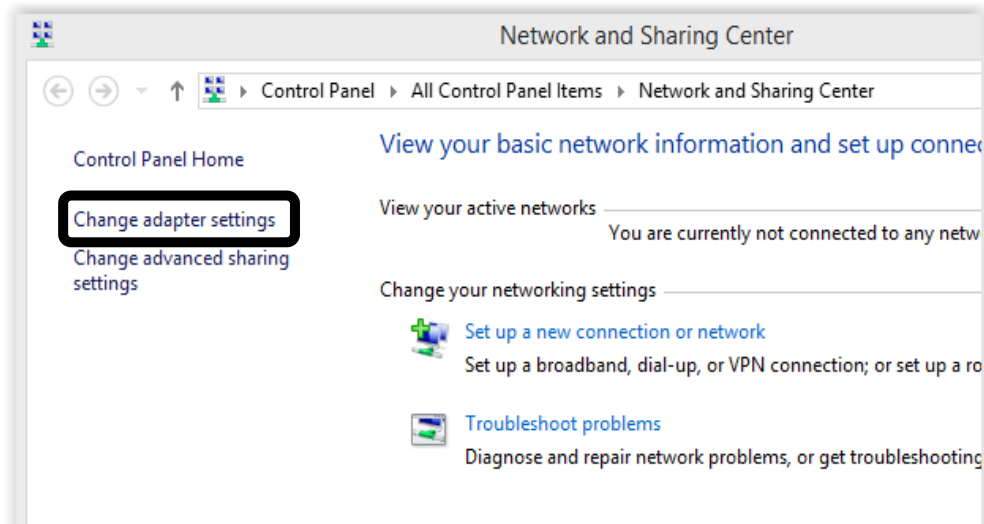 Network and Sharing Center
Control Panel All Control Panel Items Network and Sharing Center
Control Panel Home
Change adapter settings
Change advanced sharing
settings
View your basic network information and set up
View your active networks
You are currently not connected to any
Change your networking settings
Set up a new connection or network
Set up a broadband, dial-up, or VPN connection; or set up a
Troubleshoot problems
Diagnose and repair network problems, or get troubleshooting